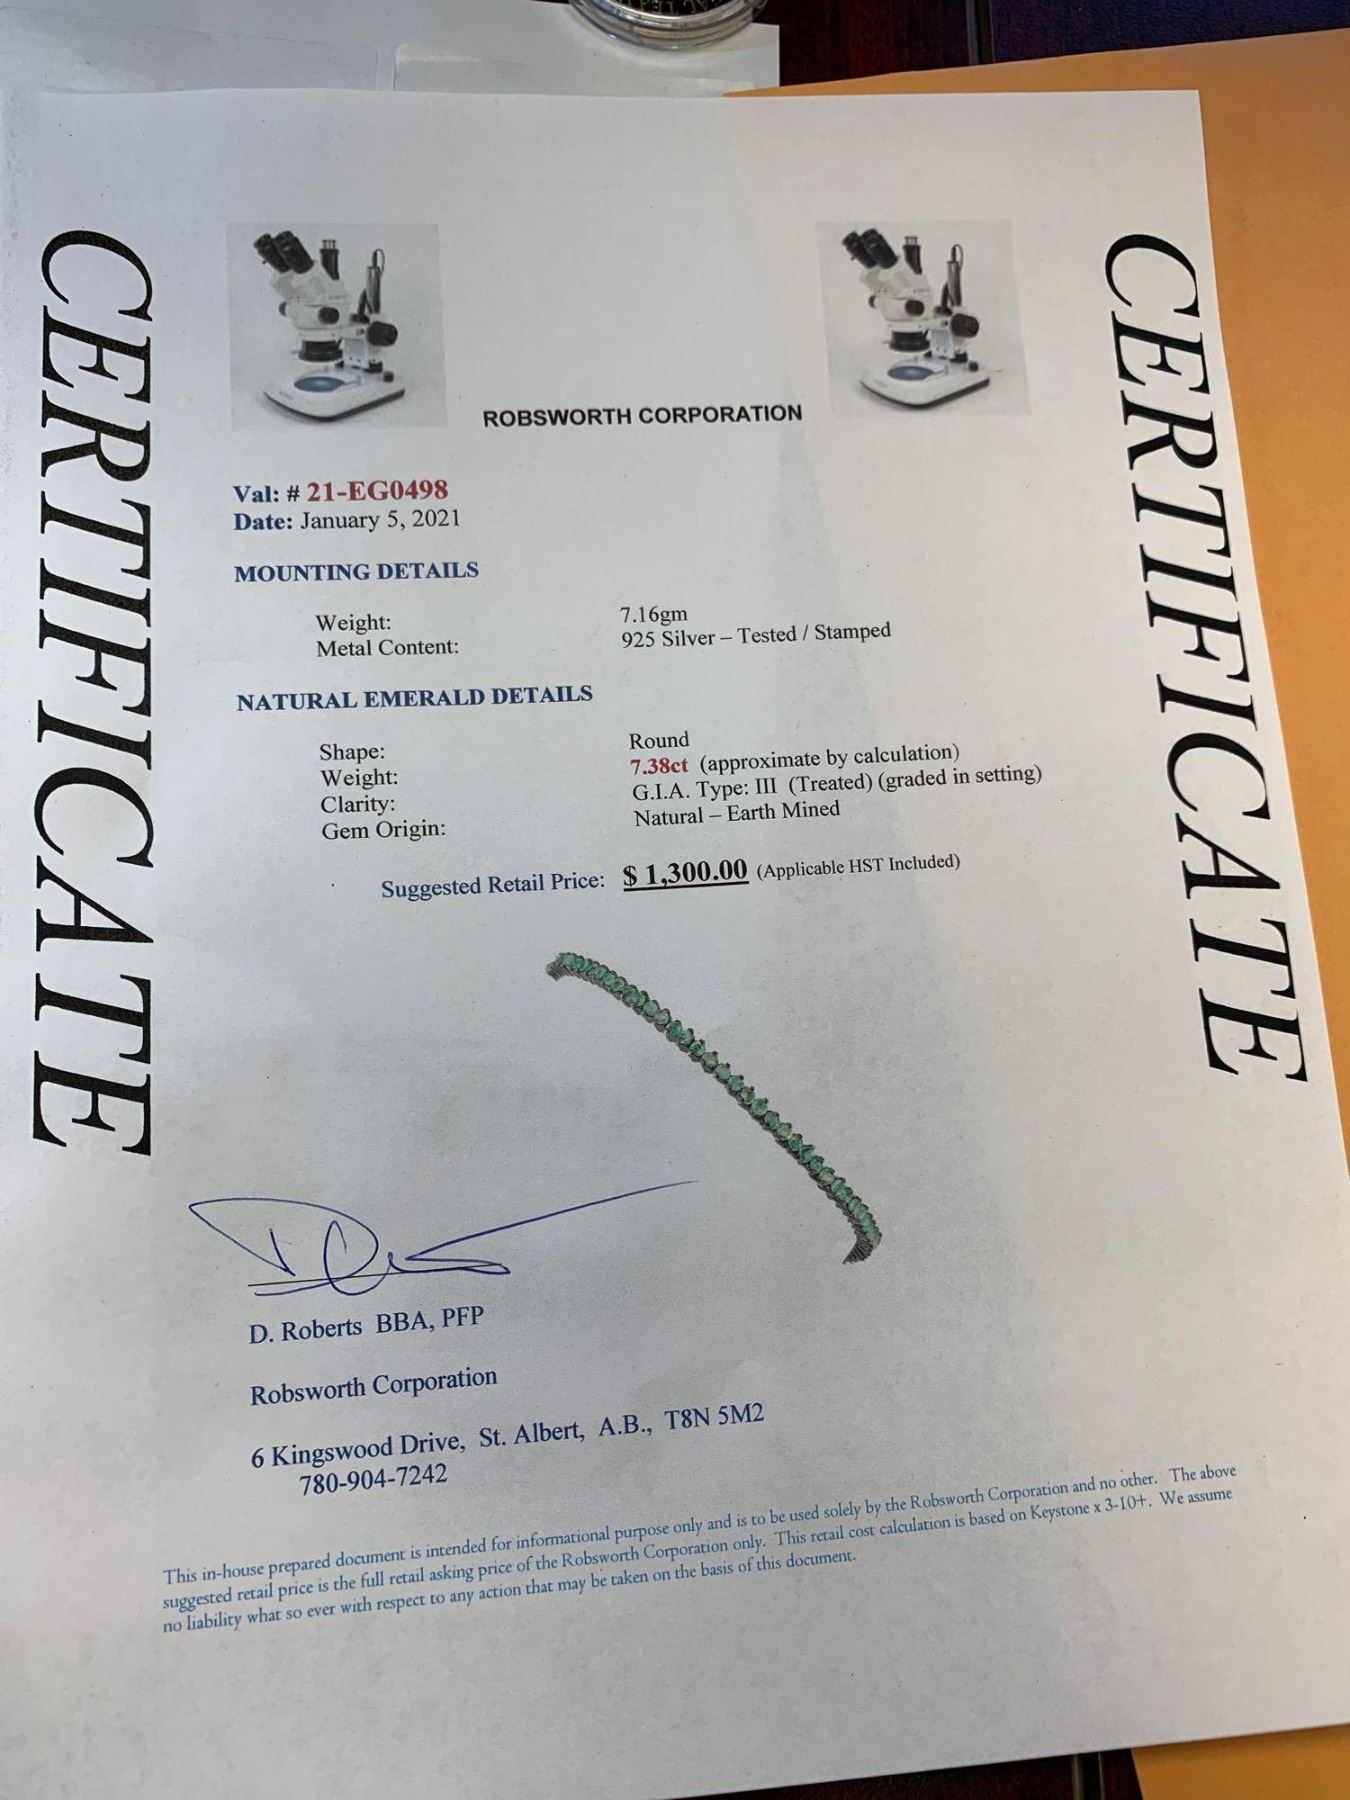 CERTIFICATE
CERTIFICATE
ROBSWORTH CORPORATION
Val: # 21-EG0498
Date: January 5, 2021
MOUNTING DETAILS
Weight: 7.16gm
Metal Content: 925 Silver – Tested / Stamped
NATURAL EMERALD DETAILS
Shape: Round
Weight: 7.38ct (approximate by calculation)
Clarity: G.I.A. Type: III (Treated) (graded in setting)
Gem Origin: Natural – Earth Mined
Suggested Retail Price: $ 1,300.00 (Applicable HST Included)
D. Roberts BBA, PFP
Robsworth Corporation
6 Kingswood Drive, St. Albert, A.B., T8N 5M2
780-904-7242
This in-house prepared document is intended for informational purpose only and is to be used solely by the Robsworth Corporation and no other. The above
suggested retail price is the full retail asking price of the Robsworth Corporation only. This retail cost calculation is based on Keystone x 3-10+. We assume
no liability what so ever with respect to any action that may be taken on the basis of this document.